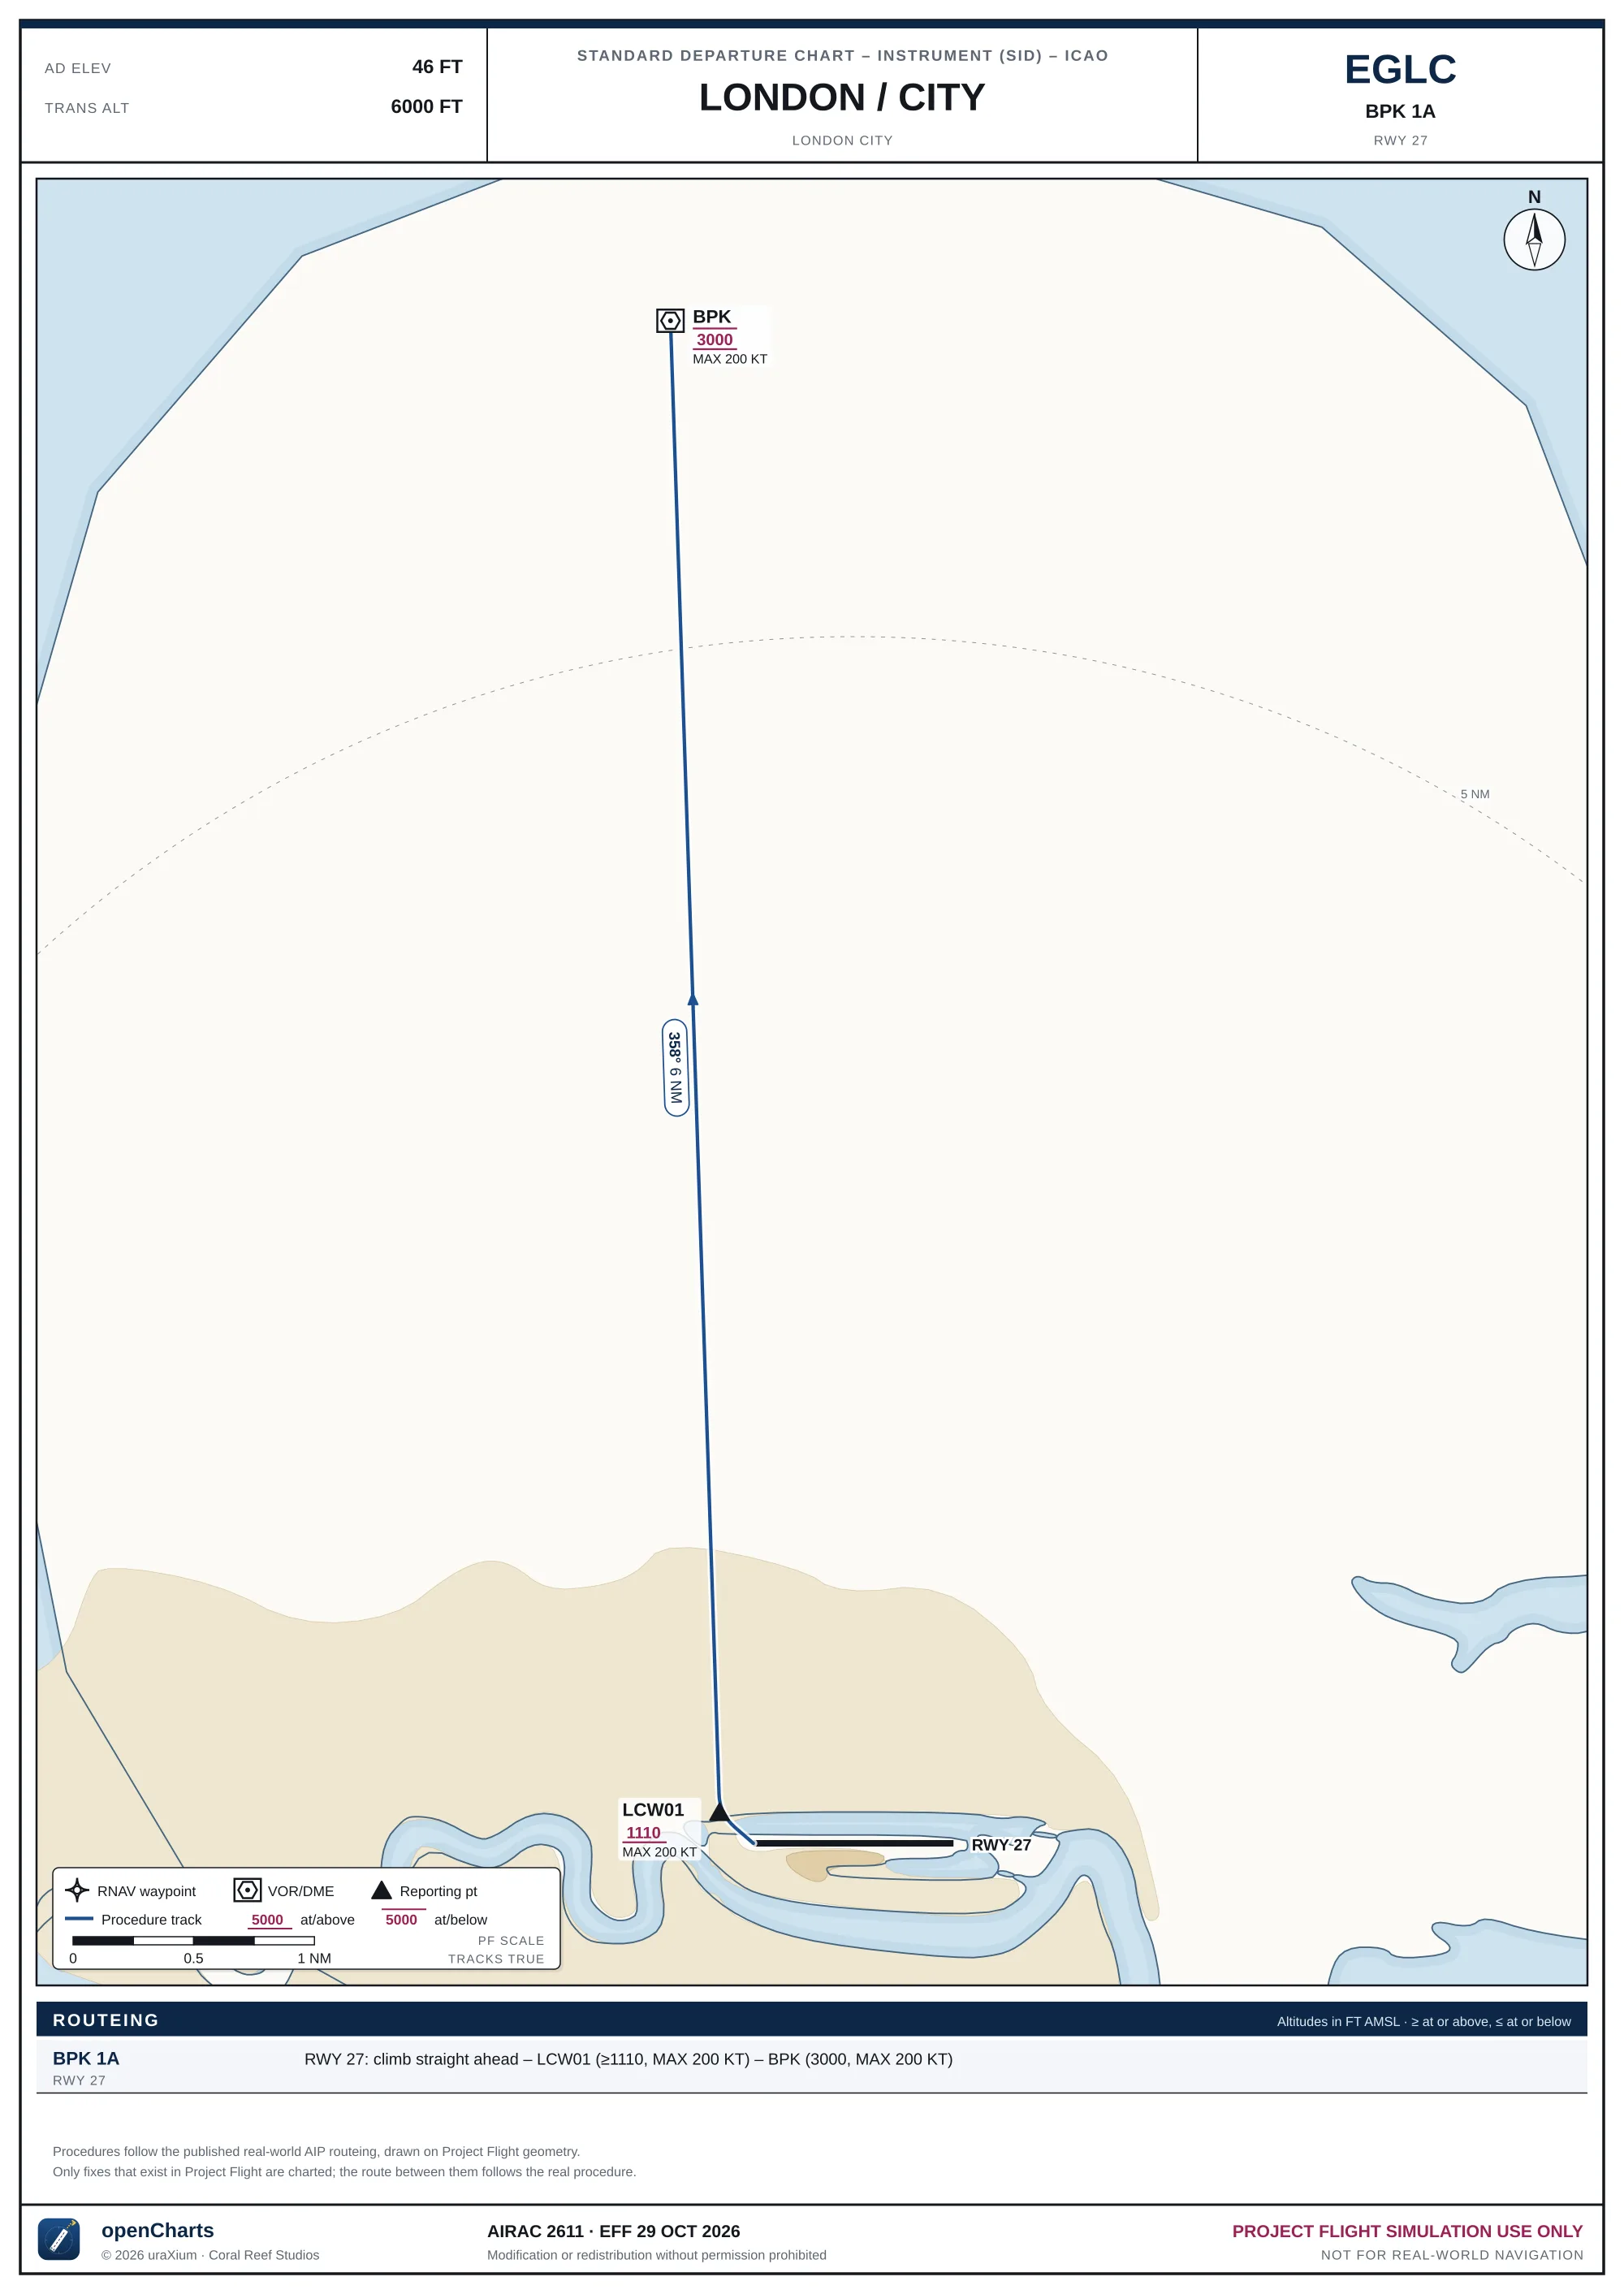 AD ELEV 46 FT
TRANS ALT 6000 FT
STANDARD DEPARTURE CHART – INSTRUMENT (SID) – ICAO
LONDON / CITY
LONDON CITY
EGLC
BPK 1A
RWY 27
N
BPK
3000
MAX 200 KT
5 NM
358° 6 NM
LCW01
1110
MAX 200 KT
RWY 27
RNAV waypoint VOR/DME Reporting pt
Procedure track 5000 at/above 5000 at/below
PF SCALE
0 0.5 1 NM TRACKS TRUE
ROUTEING Altitudes in FT AMSL · ≥ at or above, ≤ at or below
BPK 1A RWY 27: climb straight ahead – LCW01 (≥1110, MAX 200 KT) – BPK (3000, MAX 200 KT)
RWY 27
Procedures follow the published real-world AIP routeing, drawn on Project Flight geometry.
Only fixes that exist in Project Flight are charted; the route between them follows the real procedure.
openCharts AIRAC 2611 · EFF 29 OCT 2026 PROJECT FLIGHT SIMULATION USE ONLY
© 2026 uraXium · Coral Reef Studios Modification or redistribution without permission prohibited NOT FOR REAL-WORLD NAVIGATION